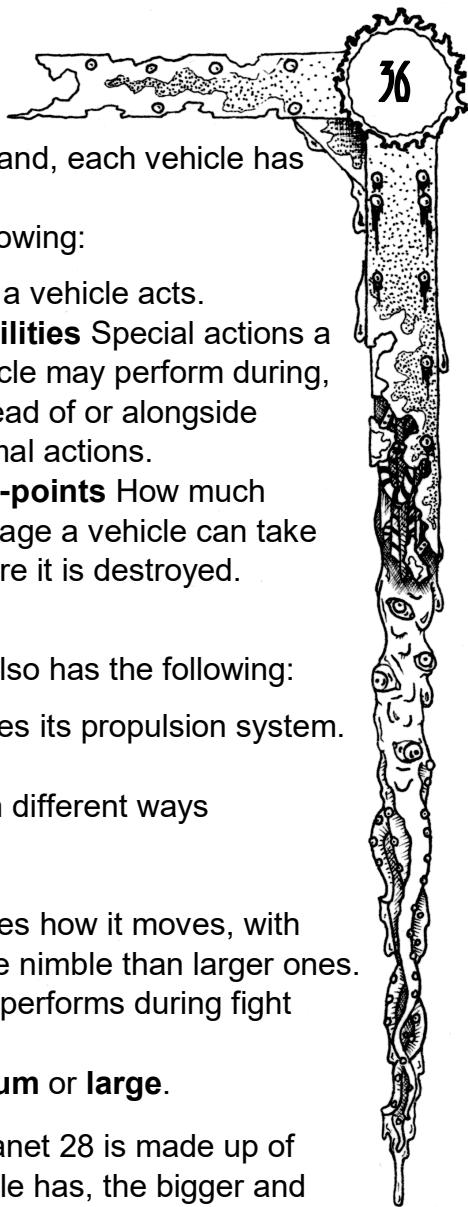 36
and, each vehicle has
owing:
a vehicle acts.
ilities Special actions a
cle may perform during,
ead of or alongside
nal actions.
-points How much
age a vehicle can take
re it is destroyed.
lso has the following:
es its propulsion system.
n different ways
es how it moves, with
e nimble than larger ones.
performs during fight
um or large.
anet 28 is made up of
le has, the bigger and